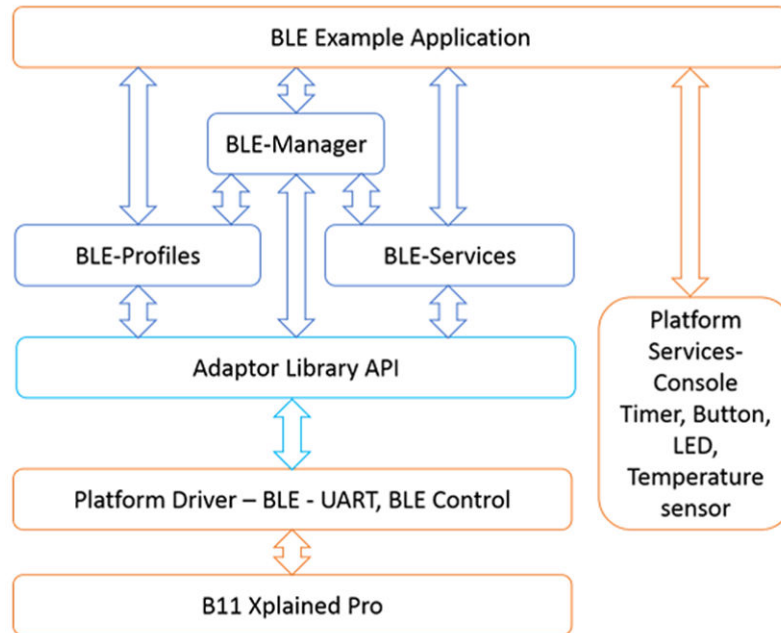 BLE Example Application
BLE-Manager
BLE-Profiles
BLE-Services
Adaptor Library API
Platform
Services-
Console
Timer, Button,
LED,
Temperature
sensor
Platform Driver – BLE - UART, BLE Control
B11 Xplained Pro